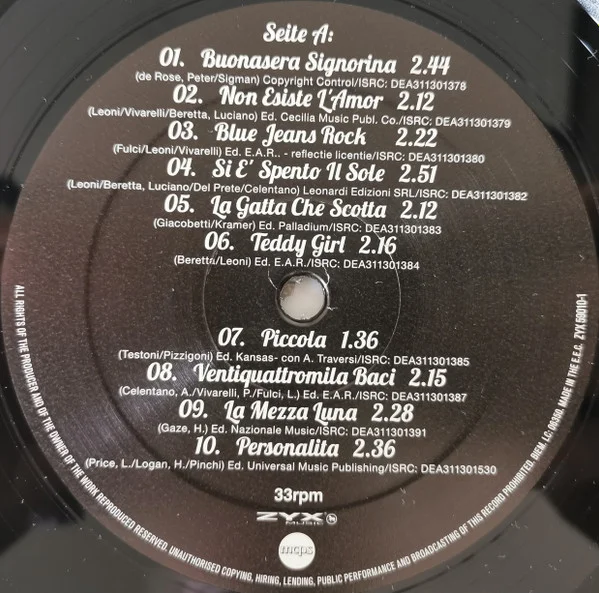 Seite A:
01. Buonasera Signorina 2.44
(de Rose, Peter/Sigman) Copyright Control/ISRC: DEA311301378
02. Non Esiste L'Amor 2.12
(Leoni/Vivarelli/Beretta, Luciano) Ed. Cecilia Music Publ. Co./ISRC: DEA311301379
03. Blue Jeans Rock 2.22
(Fulci/Leoni/Vivarelli) Ed. E.A.R.. - reflectie licentie/ISRC: DEA311301380
04. Si E' Spento Il Sole 2.51
(Leoni/Beretta, Luciano/Del Prete/Celentano) Leonardi Edizioni SRL/ISRC: DEA311301382
05. La Gatta Che Scotta 2.12
(Giacobetti/Kramer) Ed. Palladium/ISRC: DEA311301383
06. Teddy Girl 2.16
(Beretta/Leoni) Ed. E.A.R./ISRC: DEA311301384
07. Piccola 1.36
(Testoni/Pizzigoni) Ed. Kansas- con A. Traversi/ISRC: DEA311301385
08. Ventiquattromila Baci 2.15
(Celentano, A./Vivarelli, P./Fulci, L.) Ed. E.A.R./ISRC: DEA311301387
09. La Mezza Luna 2.28
(Gaze, H.) Ed. Nazionale Music/ISRC: DEA311301391
10. Personalita 2.36
(Price, L./Logan, H./Pinchi) Ed. Universal Music Publishing/ISRC: DEA311301530
33rpm
ZYX MUSIC
mcps
ALL RIGHTS OF THE PRODUCER AND OF THE OWNER OF THE WORK REPRODUCED RESERVED. UNAUTHORISED COPYING, HIRING, LENDING, PUBLIC PERFORMANCE AND BROADCASTING OF THIS RECORD PROHIBITED. BIEM. LC: 06350. MADE IN THE E.E.C. ZYX 59010-1